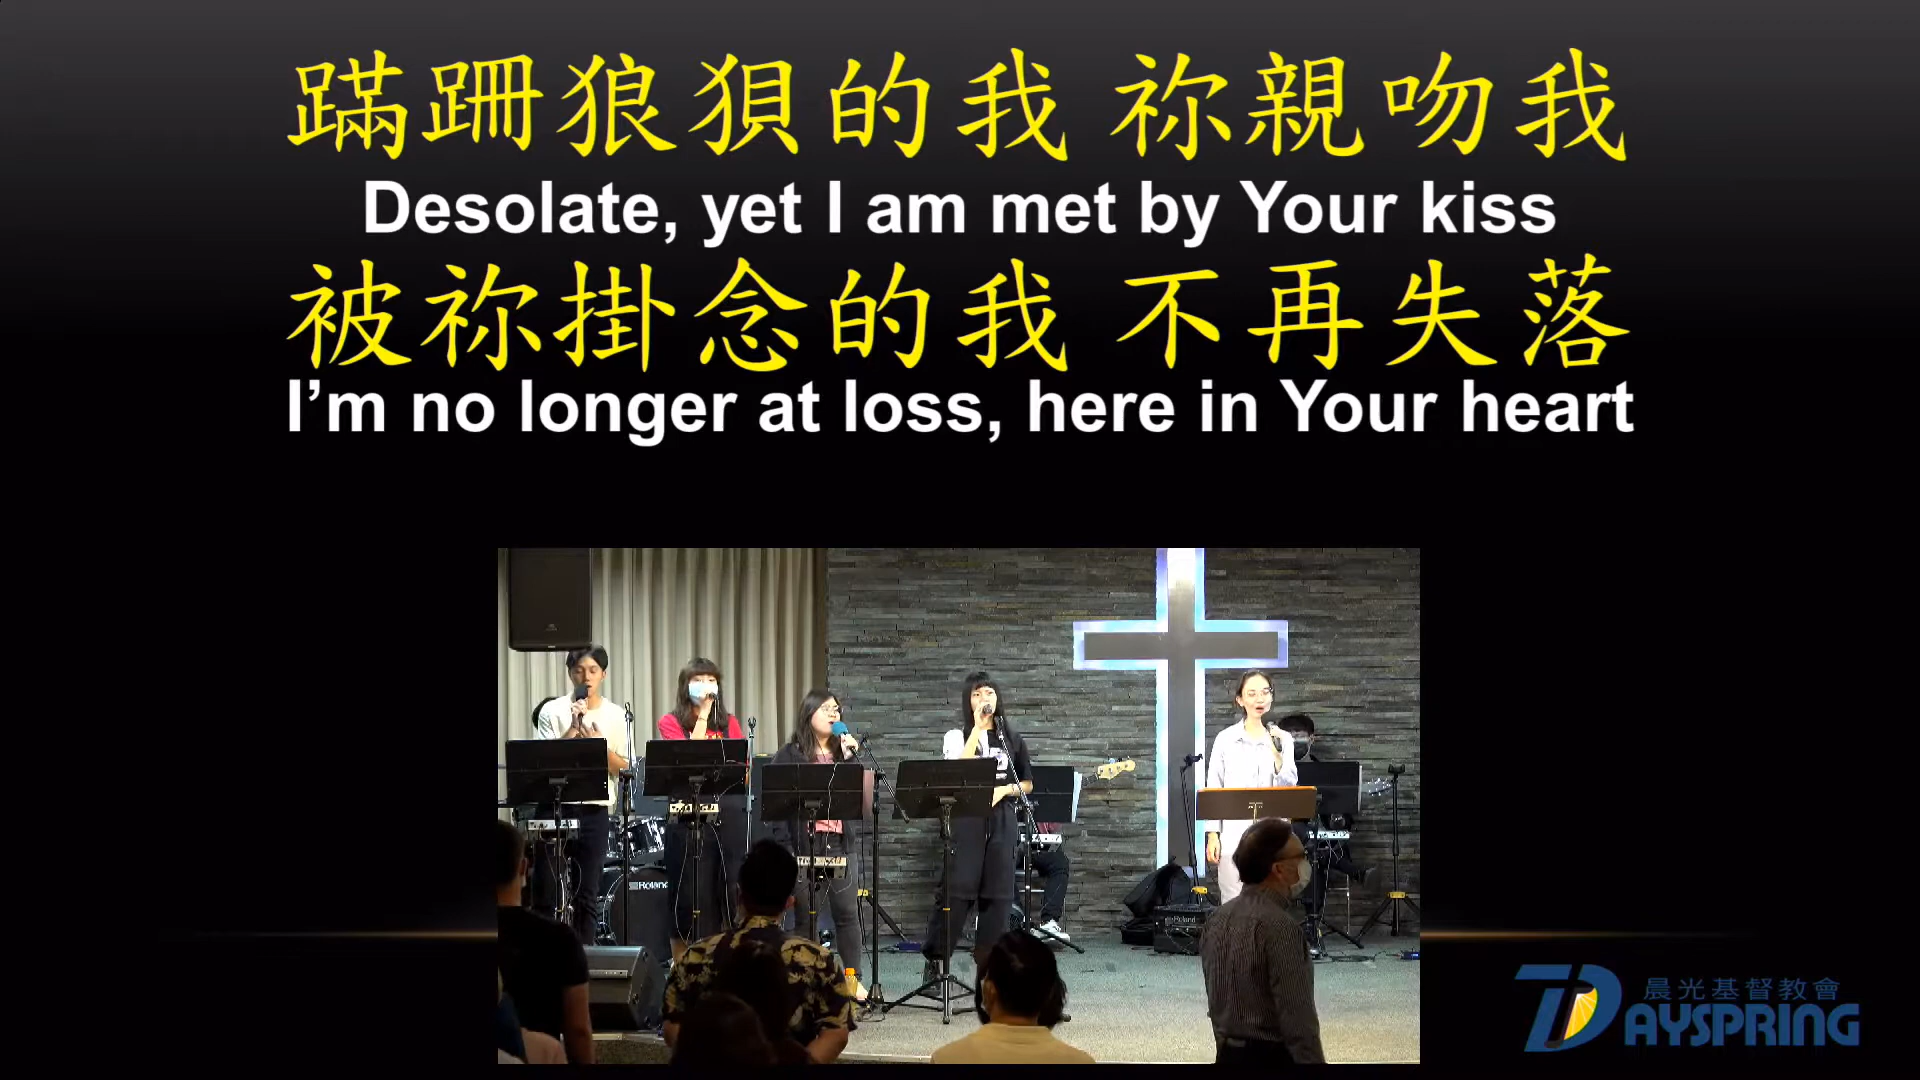 蹣跚狼狽的我 祢親吻我
Desolate, yet I am met by Your kiss
被祢掛念的我 不再失落
I'm no longer at loss, here in Your heart
Roland
Roland
晨光基督教會
DAYSPRING